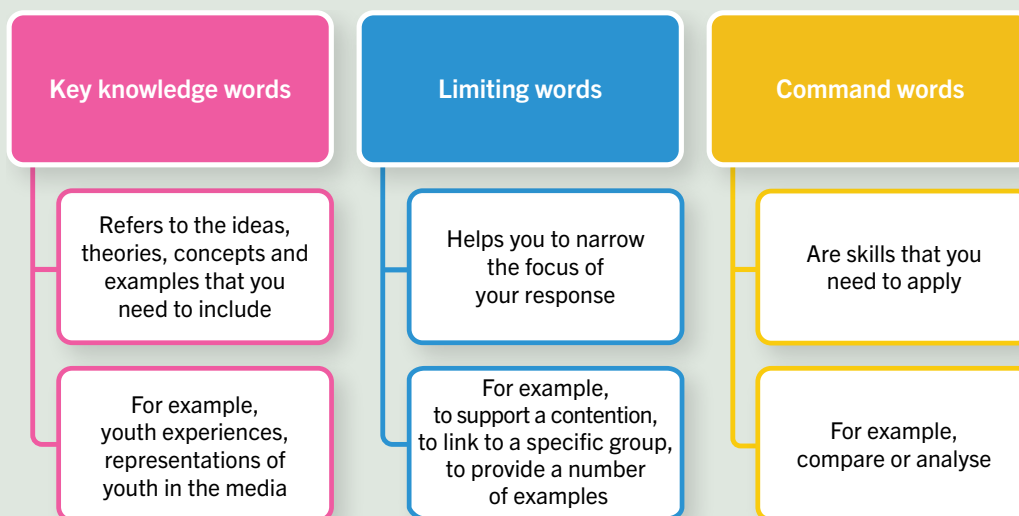 Key knowledge words
Refers to the ideas,
theories, concepts and
examples that you
need to include
For example,
youth experiences,
representations of
youth in the media
Limiting words
Helps you to narrow
the focus of
your response
For example,
to support a contention,
to link to a specific group,
to provide a number
of examples
Command words
Are skills that you
need to apply
For example,
compare or analyse